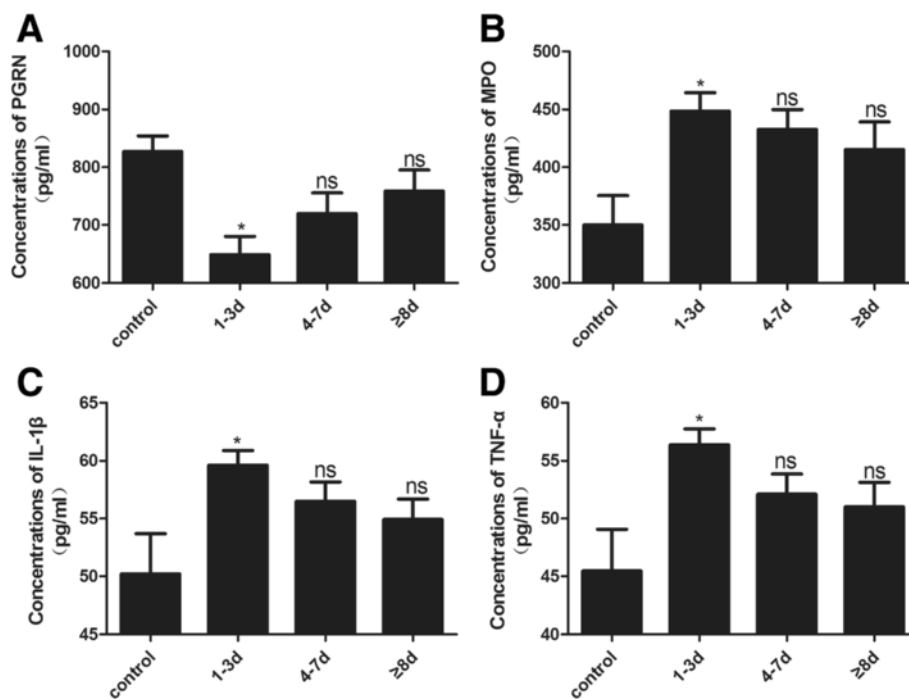 A
Concentrations of PGRN
（pg/ml）
1000
900
800
700
600
*
ns
ns
control
1-3d
4-7d
≥8d
B
Concentrations of MPO
（pg/ml）
500
450
400
350
300
*
ns
ns
control
1-3d
4-7d
≥8d
C
Concentrations of IL-1β
（pg/ml）
65
60
55
50
45
*
ns
ns
control
1-3d
4-7d
≥8d
D
Concentrations of TNF-α
（pg/ml）
60
55
50
45
40
*
ns
ns
control
1-3d
4-7d
≥8d